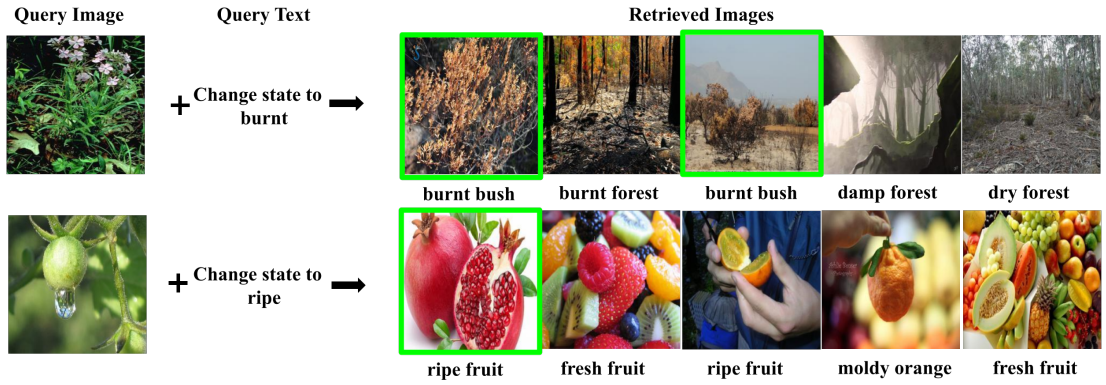 Query Image
Query Text
Retrieved Images
+
Change state to
burnt
burnt bush
burnt forest
burnt bush
damp forest
dry forest
+
Change state to
ripe
ripe fruit
fresh fruit
ripe fruit
moldy orange
fresh fruit